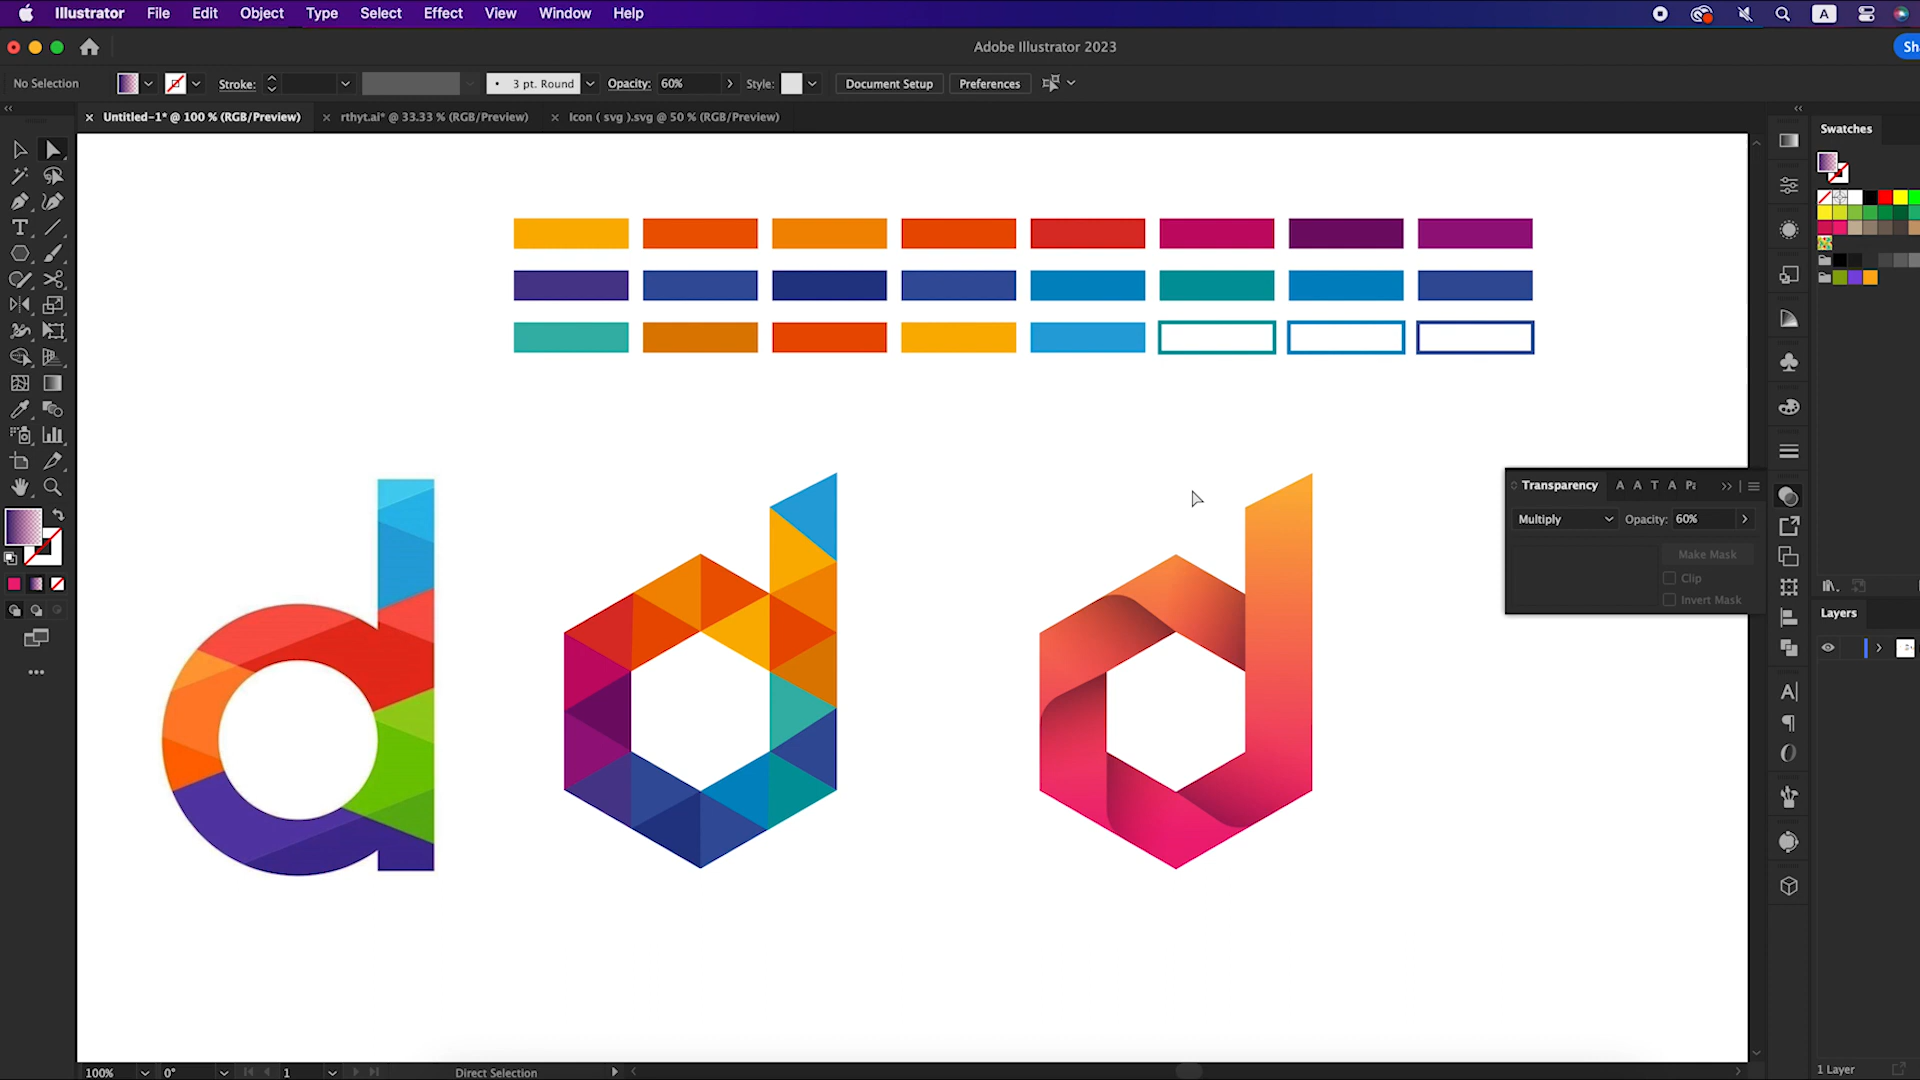 Illustrator File Edit Object Type Select Effect View Window Help A
Adobe Illustrator 2023 Sh
No Selection Stroke: 3 pt. Round Opacity: 60% Style: Document Setup Preferences
Untitled-1* @ 100 % (RGB/Preview) rthyt.ai* @ 33.33 % (RGB/Preview) Icon ( svg ).svg @ 50 % (RGB/Preview)
Swatches
Transparency A A T A Pa
Multiply Opacity: 60%
Make Mask
Clip
Invert Mask
Layers
100% 0° 1 Direct Selection
1 Layer